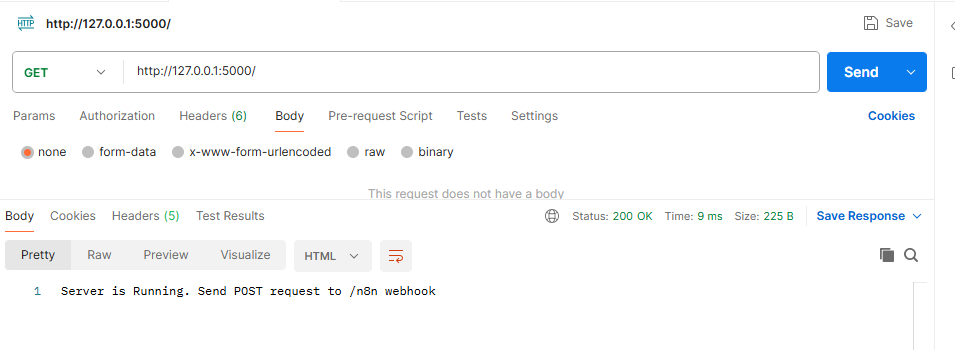 HTTP http://127.0.0.1:5000/ Save
GET http://127.0.0.1:5000/ Send
Params Authorization Headers (6) Body Pre-request Script Tests Settings Cookies
none form-data x-www-form-urlencoded raw binary
This request does not have a body
Body Cookies Headers (5) Test Results Status: 200 OK Time: 9 ms Size: 225 B Save Response
Pretty Raw Preview Visualize HTML
1 Server is Running. Send POST request to /n8n webhook